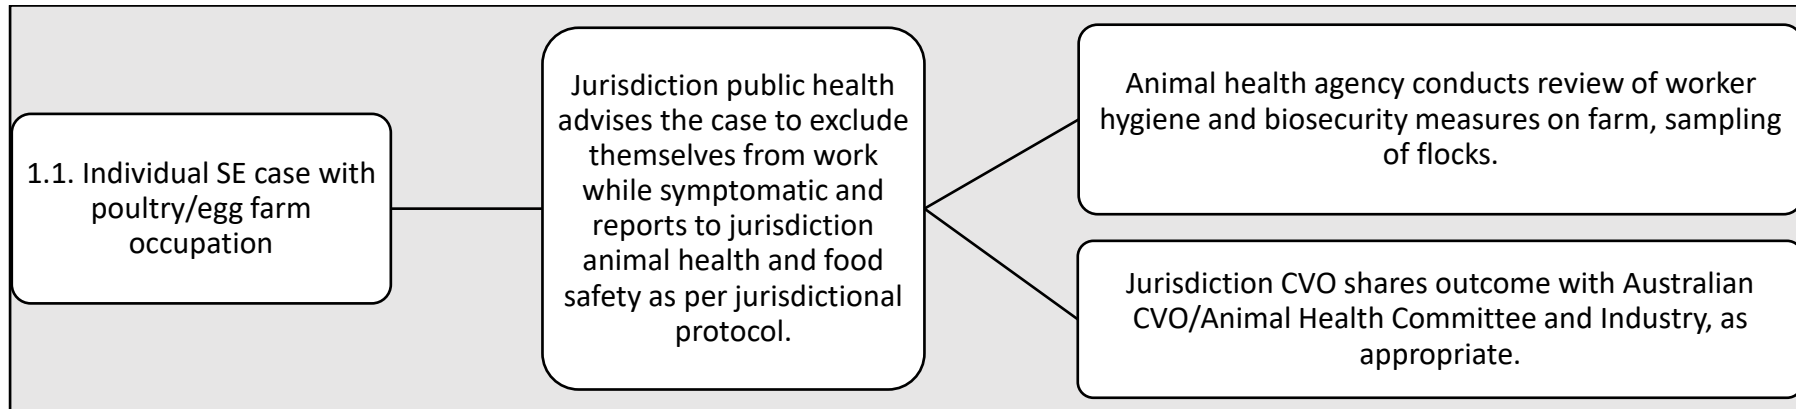 1.1. Individual SE case with
poultry/egg farm
occupation
Jurisdiction public health
advises the case to exclude
themselves from work
while symptomatic and
reports to jurisdiction
animal health and food
safety as per jurisdictional
protocol.
Animal health agency conducts review of worker
hygiene and biosecurity measures on farm, sampling
of flocks.
Jurisdiction CVO shares outcome with Australian
CVO/Animal Health Committee and Industry, as
appropriate.